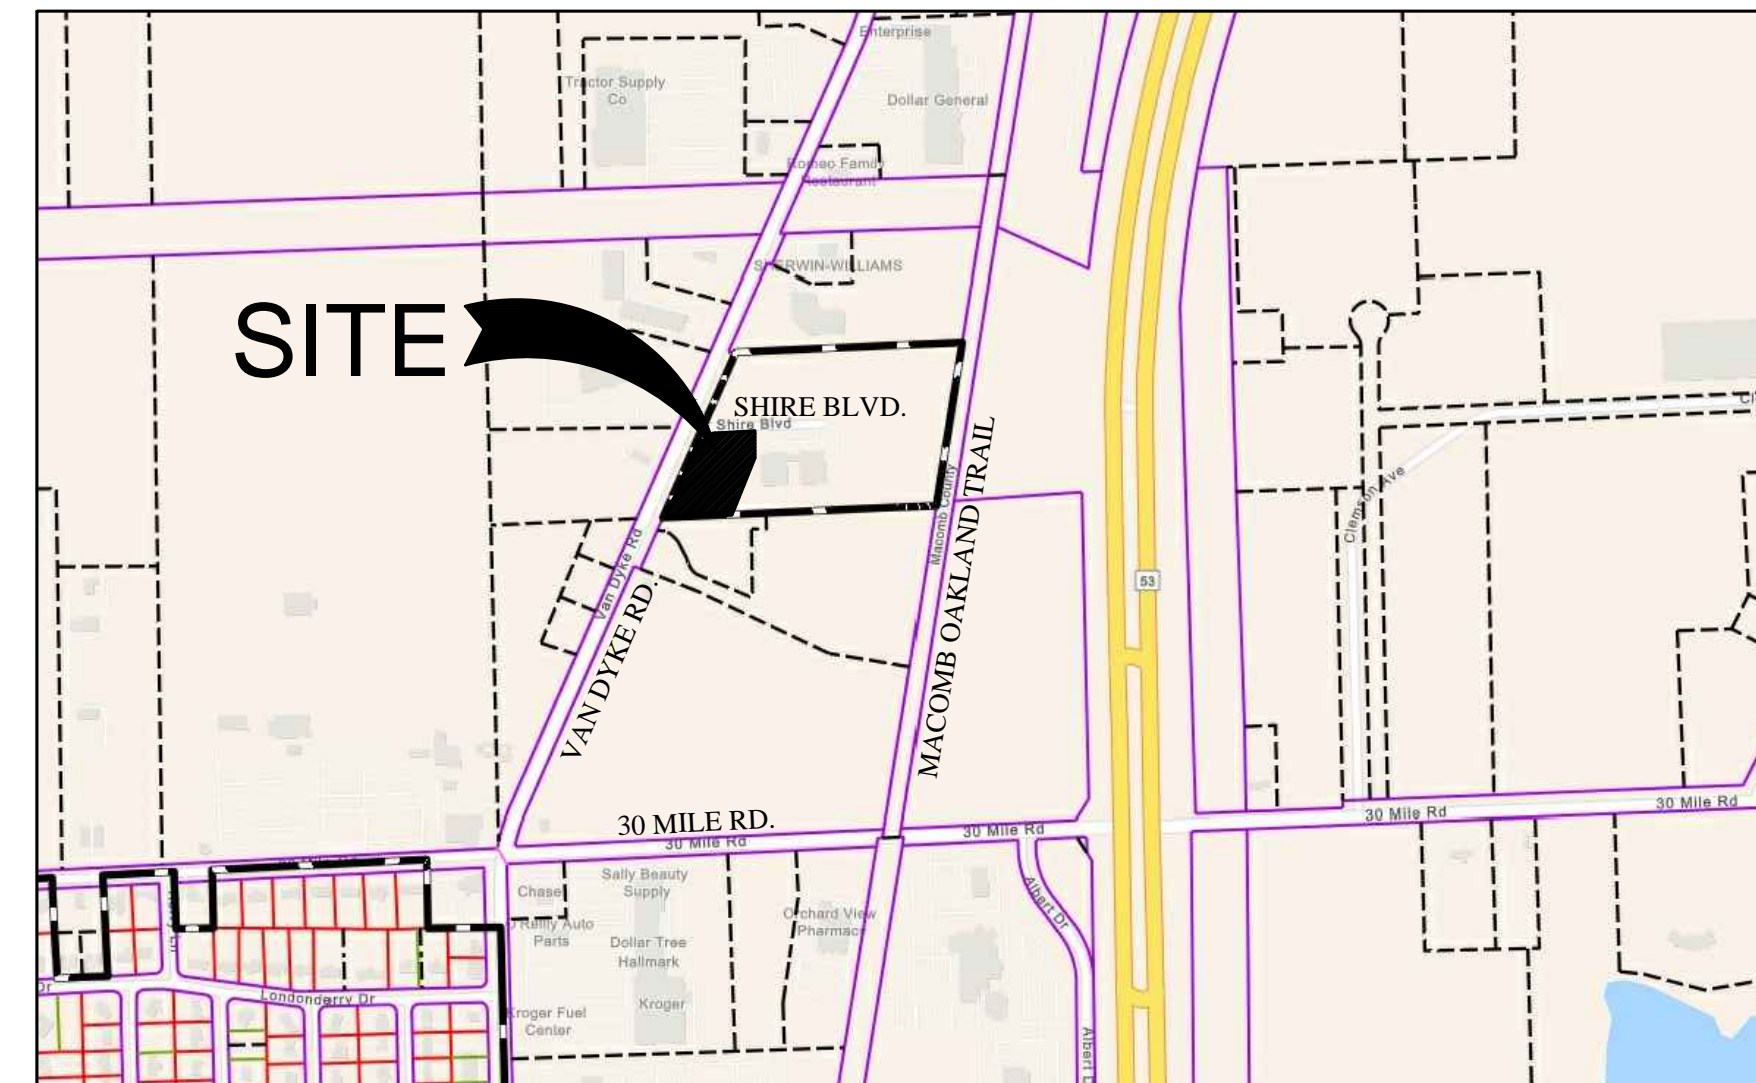 Enterprise
Tractor Supply
Co
Dollar General
Romeo Family
Restaurant
SHERWIN-WILLIAMS
SITE
SHIRE BLVD.
Shire Blvd
MACOMB OAKLAND TRAIL
Macomb County
Van Dyke Rd
VAN DYKE RD.
53
Clemson Ave
30 MILE RD.
30 Mile Rd
30 Mile Rd
30 Mile Rd
30 Mile Rd
Chase
O'Reilly Auto
Parts
Sally Beauty
Supply
Dollar Tree
Hallmark
Kroger
Kroger Fuel
Center
Orchard View
Pharmacy
Albert Dr
Albert
Londonderry Dr
Dr